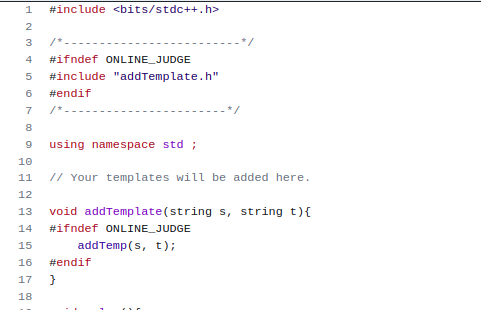 1 #include <bits/stdc++.h>
2
3 /*-------------------------*/
4 #ifndef ONLINE_JUDGE
5 #include "addTemplate.h"
6 #endif
7 /*-----------------------*/
8
9 using namespace std ;
10
11 // Your templates will be added here.
12
13 void addTemplate(string s, string t){
14 #ifndef ONLINE_JUDGE
15     addTemp(s, t);
16 #endif
17 }
18